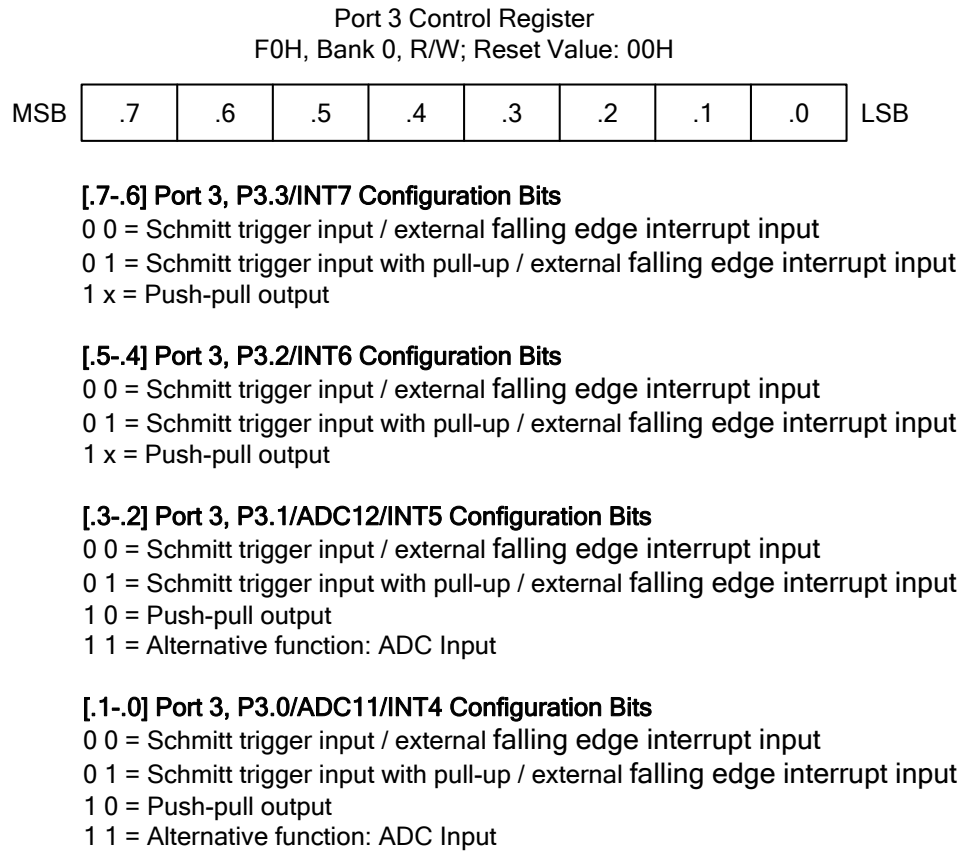 Port 3 Control Register
F0H, Bank 0, R/W; Reset Value: 00H
MSB .7 .6 .5 .4 .3 .2 .1 .0 LSB
[.7-.6] Port 3, P3.3/INT7 Configuration Bits
0 0 = Schmitt trigger input / external falling edge interrupt input
0 1 = Schmitt trigger input with pull-up / external falling edge interrupt input
1 x = Push-pull output
[.5-.4] Port 3, P3.2/INT6 Configuration Bits
0 0 = Schmitt trigger input / external falling edge interrupt input
0 1 = Schmitt trigger input with pull-up / external falling edge interrupt input
1 x = Push-pull output
[.3-.2] Port 3, P3.1/ADC12/INT5 Configuration Bits
0 0 = Schmitt trigger input / external falling edge interrupt input
0 1 = Schmitt trigger input with pull-up / external falling edge interrupt input
1 0 = Push-pull output
1 1 = Alternative function: ADC Input
[.1-.0] Port 3, P3.0/ADC11/INT4 Configuration Bits
0 0 = Schmitt trigger input / external falling edge interrupt input
0 1 = Schmitt trigger input with pull-up / external falling edge interrupt input
1 0 = Push-pull output
1 1 = Alternative function: ADC Input